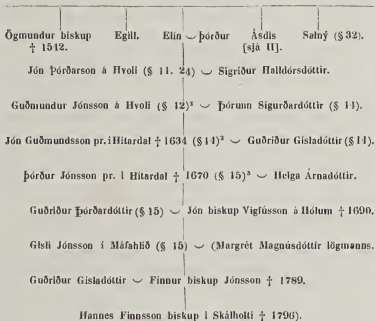 Ögmundur biskup Egill. Elín ⌣ Þórður Ásdís Salný (§ 32).
† 1542. [sjá II].
Jón Þórðarson á Hvoli (§ 11. 24) ⌣ Sigríður Halldórsdóttir.
Guðmundur Jónsson á Hvoli (§ 12)¹ ⌣ Þórunn Sigurðardóttir (§ 14).
Jón Guðmundsson pr. í Hítardal † 1634 (§ 14)² ⌣ Guðríður Gísladóttir (§ 14).
Þórður Jónsson pr. í Hítardal † 1670 (§ 15)³ ⌣ Helga Árnadóttir.
Guðríður Þórðardóttir (§ 15) ⌣ Jón biskup Vigfússon á Hólum † 1690.
Gísli Jónsson í Máfahlíð (§ 15) ⌣ (Margrét Magnúsdóttir lögmanns.
Guðríður Gísladóttir ⌣ Finnur biskup Jónsson † 1789.
Hannes Finnsson biskup í Skálholti † 1796).